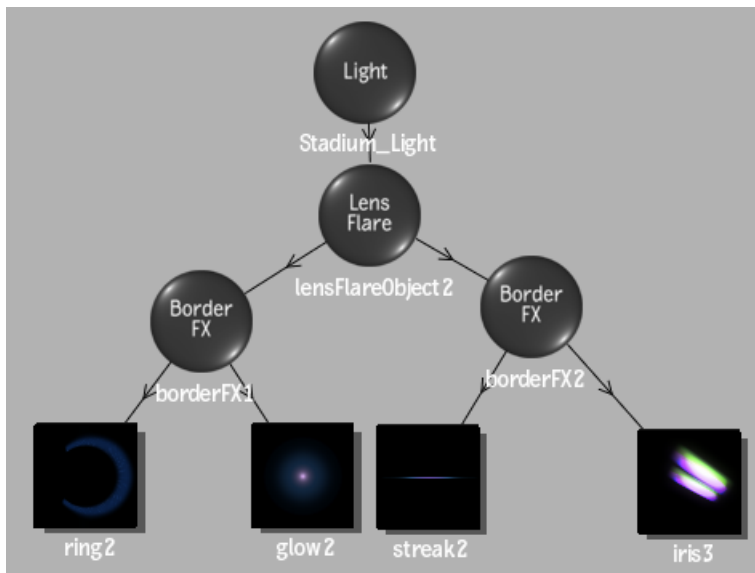 Light
Stadium_Light
Lens
Flare
lensFlareObject2
Border
FX
Border
FX
borderFX1
borderFX2
ring2
glow2
streak2
iris3